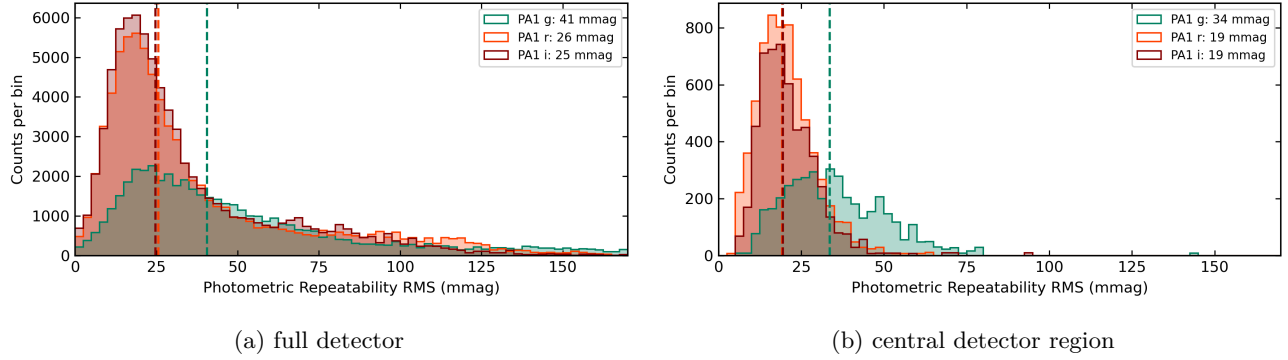 6000
5000
4000
3000
2000
1000
0
Counts per bin
PA1 g: 41 mmag
PA1 r: 26 mmag
PA1 i: 25 mmag
0 25 50 75 100 125 150
Photometric Repeatability RMS (mmag)
(a) full detector
800
600
400
200
0
Counts per bin
PA1 g: 34 mmag
PA1 r: 19 mmag
PA1 i: 19 mmag
0 25 50 75 100 125 150
Photometric Repeatability RMS (mmag)
(b) central detector region